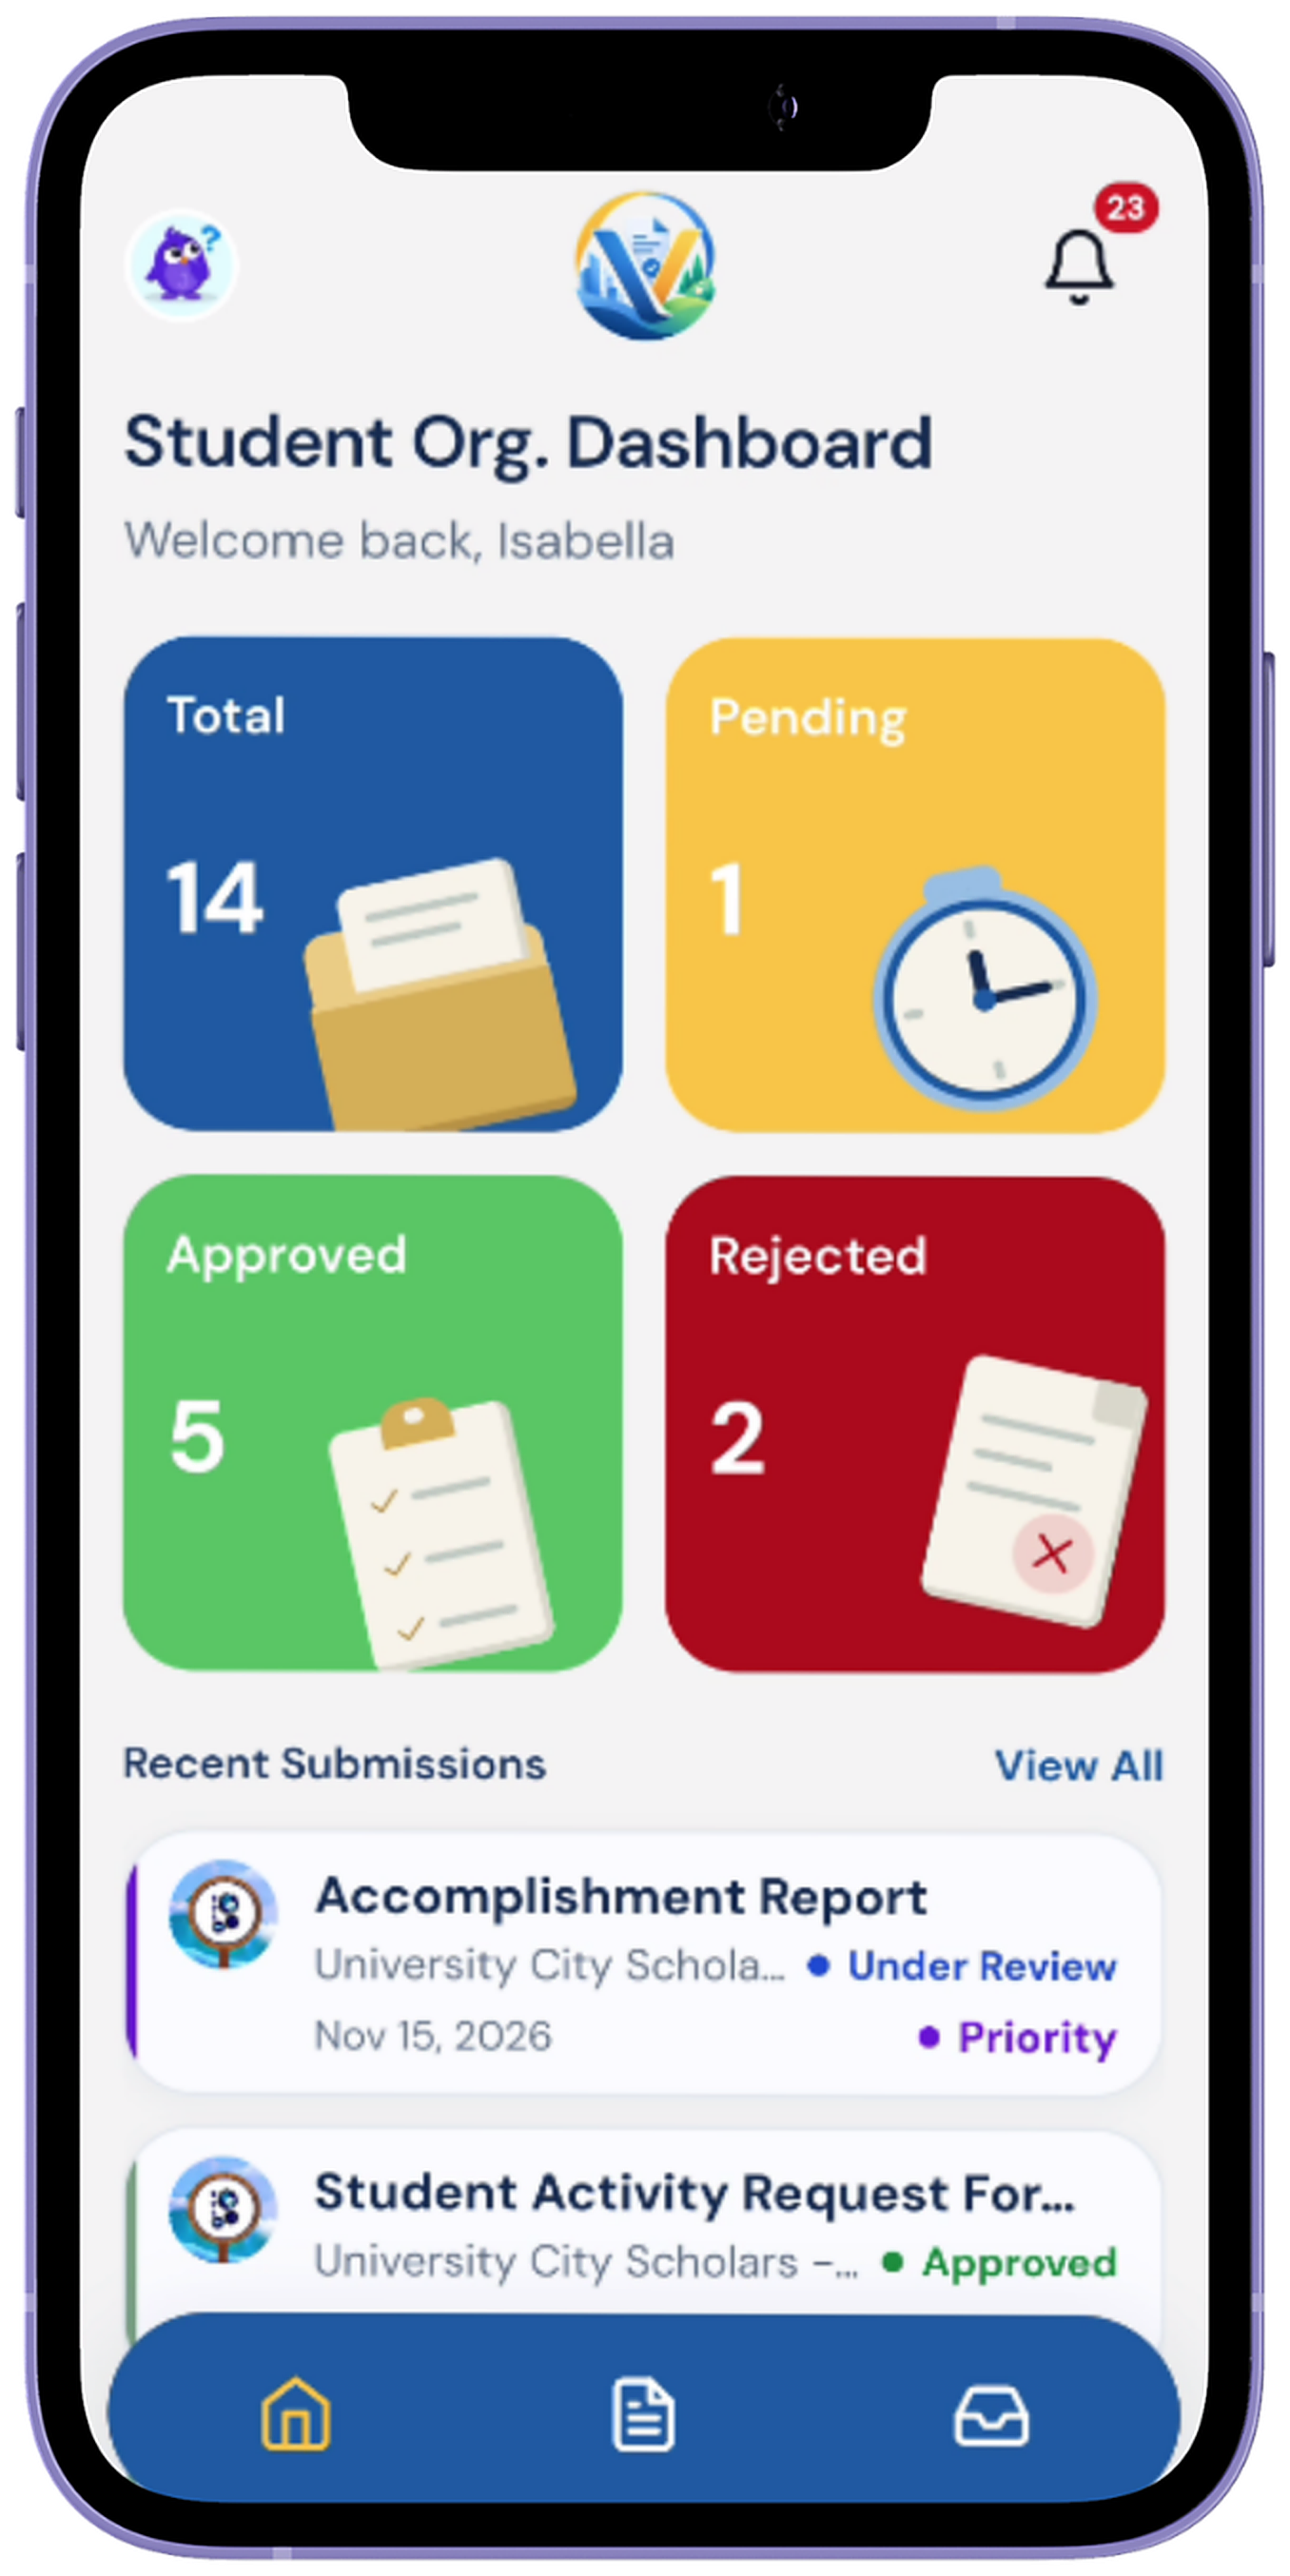 23
Student Org. Dashboard
Welcome back, Isabella
Total
14
Pending
1
Approved
5
Rejected
2
Recent Submissions
View All
Accomplishment Report
University City Schola... • Under Review
Nov 15, 2026 • Priority
Student Activity Request For...
University City Scholars -... • Approved